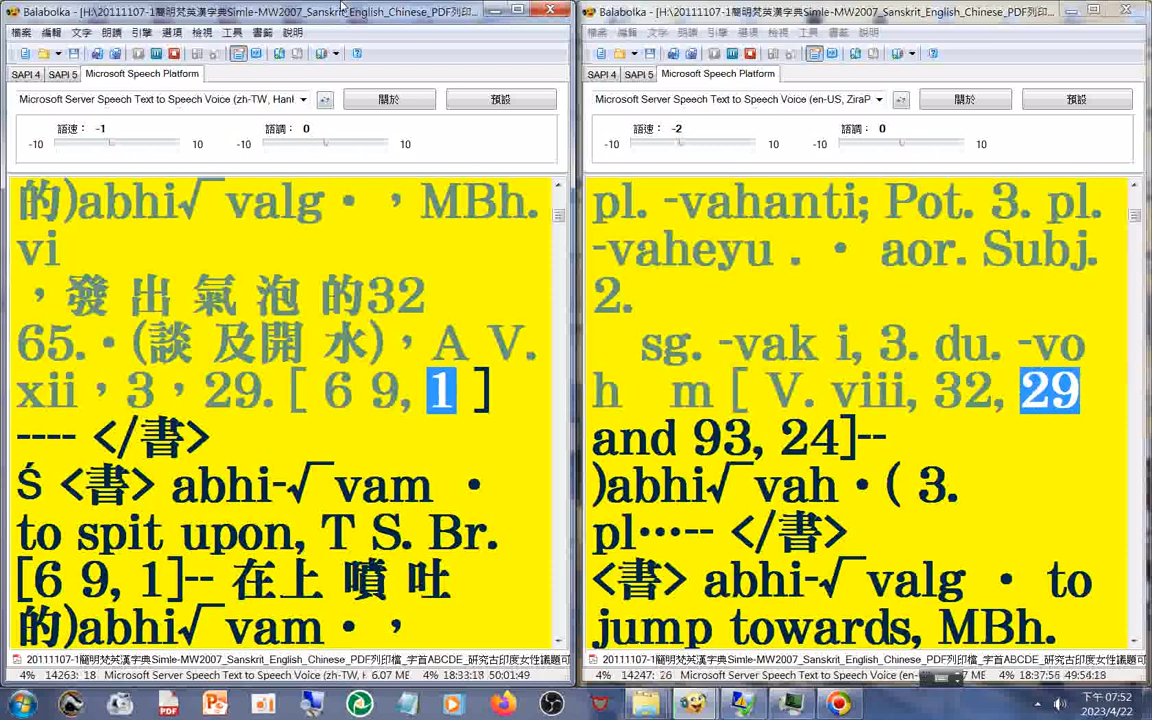 Balabolka - [H:\20111107-1簡明梵英漢字典Simle-MW2007_Sanskrit_English_Chinese_PDF列印...
檔案 編輯 文字 朗讀 引擎 選項 檢視 工具 書籤 說明
SAPI 4 SAPI 5 Microsoft Speech Platform
Microsoft Server Speech Text to Speech Voice (zh-TW, Hanl
關於
預設
語速： -1
語調： 0
-10 10 -10 10
的)abhi√valg•，MBh.
vi
，發 出 氣 泡 的32
65.•(談 及開 水)，A V.
xii，3，29. [ 6 9, 1 ]
---- </書>
Ś <書> abhi-√vam •
to spit upon, T S. Br.
[6 9, 1]-- 在上 噴 吐
的)abhi√vam•，
20111107-1簡明梵英漢字典Simle-MW2007_Sanskrit_English_Chinese_PDF列印檔_字首ABCDE_研究古印度女性議題可
4% 14263: 18 Microsoft Server Speech Text to Speech Voice (zh-TW, 6.07 ME 4% 18:33:18 50:01:49
Balabolka - [H:\20111107-1簡明梵英漢字典Simle-MW2007_Sanskrit_English_Chinese_PDF列印...
檔案 編輯 文字 朗讀 引擎 選項 檢視 工具 書籤 說明
SAPI 4 SAPI 5 Microsoft Speech Platform
Microsoft Server Speech Text to Speech Voice (en-US, ZiraP
關於
預設
語速： -2
語調： 0
-10 10 -10 10
pl. -vahanti; Pot. 3. pl.
-vaheyu . • aor. Subj.
2.
sg. -vak i, 3. du. -vo
h m [ V. viii, 32, 29
and 93, 24]--
)abhi√vah•( 3.
pl…-- </書>
<書> abhi-√valg • to
jump towards, MBh.
20111107-1簡明梵英漢字典Simle-MW2007_Sanskrit_English_Chinese_PDF列印檔_字首ABCDE_研究古印度女性議題可
4% 14247: 26 Microsoft Server Speech Text to Speech Voice 4% 18:37:56 49:54:18
下午 07:52
2023/4/22